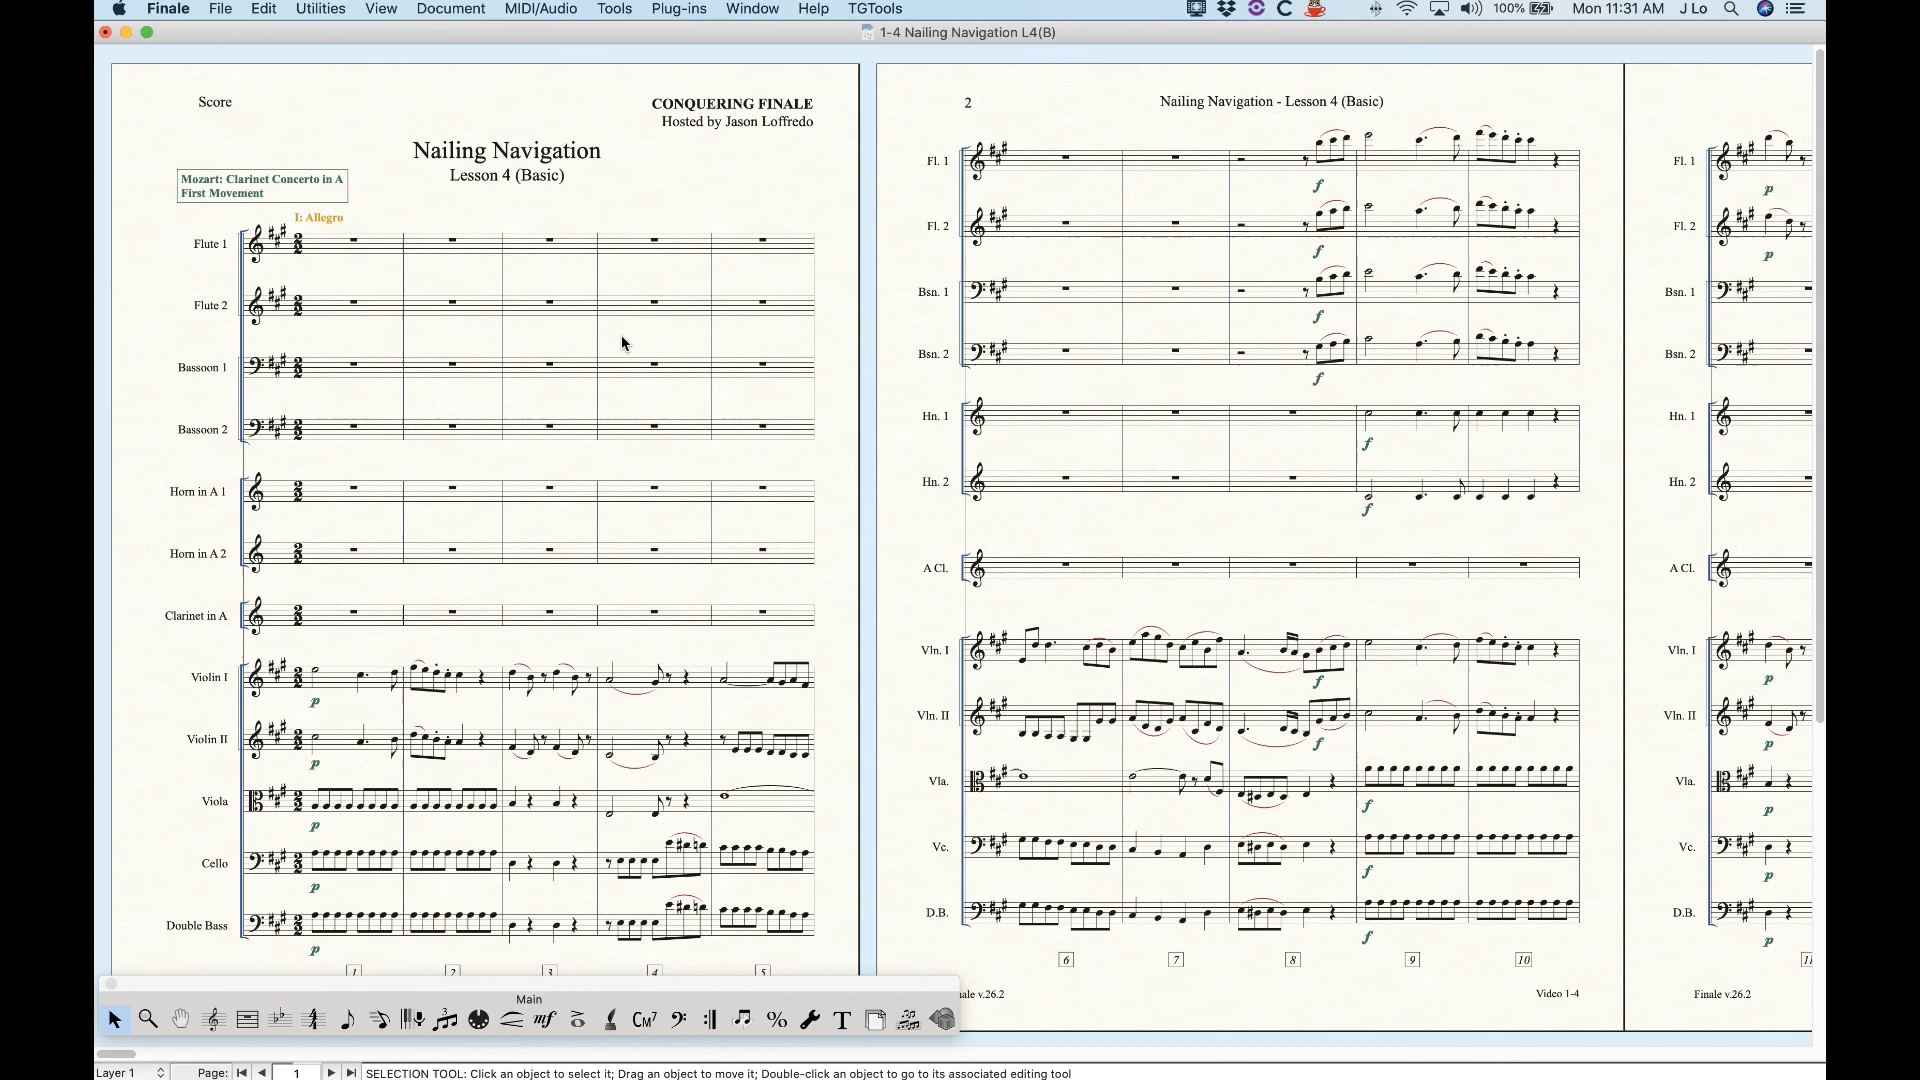 Finale File Edit Utilities View Document MIDI/Audio Tools Plug-ins Window Help TGTools 100% Mon 11:31 AM J Lo
1-4 Nailing Navigation L4(B)
Score
CONQUERING FINALE
Hosted by Jason Loffredo
Nailing Navigation
Lesson 4 (Basic)
Mozart: Clarinet Concerto in A
First Movement
I: Allegro
Flute 1
Flute 2
Bassoon 1
Bassoon 2
Horn in A 1
Horn in A 2
Clarinet in A
Violin I
p
Violin II
p
Viola
p
Cello
p
Double Bass
p
1 2 3 4 5
2
Nailing Navigation - Lesson 4 (Basic)
Fl. 1
f
Fl. 2
f
Bsn. 1
f
Bsn. 2
f
Hn. 1
f
Hn. 2
f
A Cl.
Vln. I
f
Vln. II
f
Vla.
f
Vc.
f
D.B.
f
6 7 8 9 10
ale v.26.2
Video 1-4
Fl. 1
p
Fl. 2
p
Bsn. 1
Bsn. 2
Hn. 1
Hn. 2
A Cl.
Vln. I
p
Vln. II
p
Vla.
p
Vc.
p
D.B.
p
11
Finale v.26.2
Main
mf CM7 % T
Layer 1 Page: 1 SELECTION TOOL: Click an object to select it; Drag an object to move it; Double-click an object to go to its associated editing tool